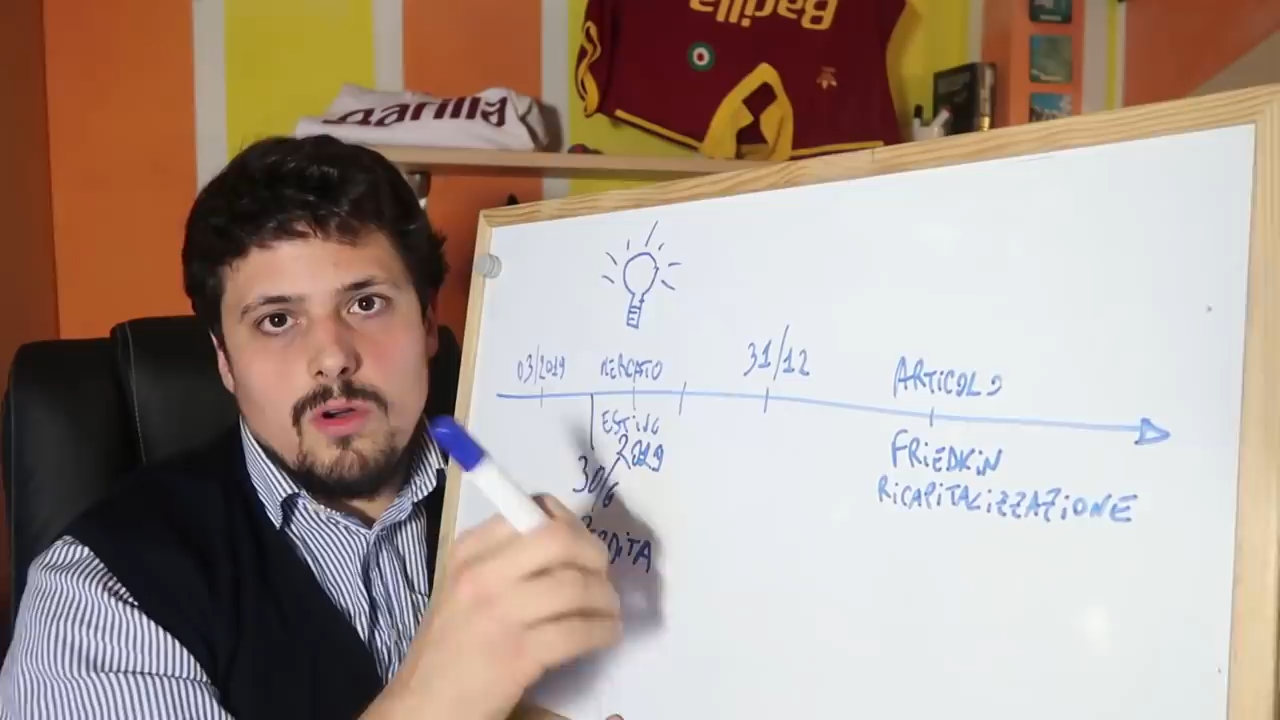 Barilla
Barilla
03/2019
MERCATO
31/12
ARTICOLO
ESTIVO
2019
30/6
FRIEDKIN
RICAPITALIZZAZIONE